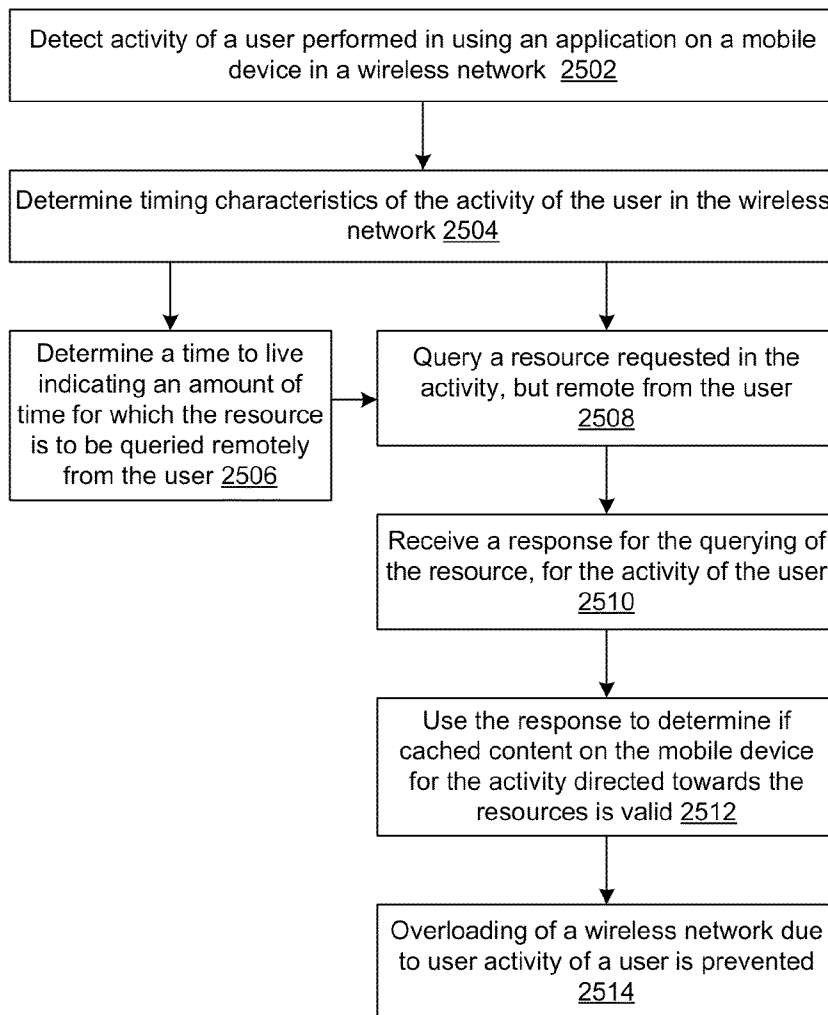 Detect activity of a user performed in using an application on a mobile
device in a wireless network 2502
Determine timing characteristics of the activity of the user in the wireless
network 2504
Determine a time to live
indicating an amount of
time for which the resource
is to be queried remotely
from the user 2506
Query a resource requested in the
activity, but remote from the user
2508
Receive a response for the querying of
the resource, for the activity of the user
2510
Use the response to determine if
cached content on the mobile device
for the activity directed towards the
resources is valid 2512
Overloading of a wireless network due
to user activity of a user is prevented
2514